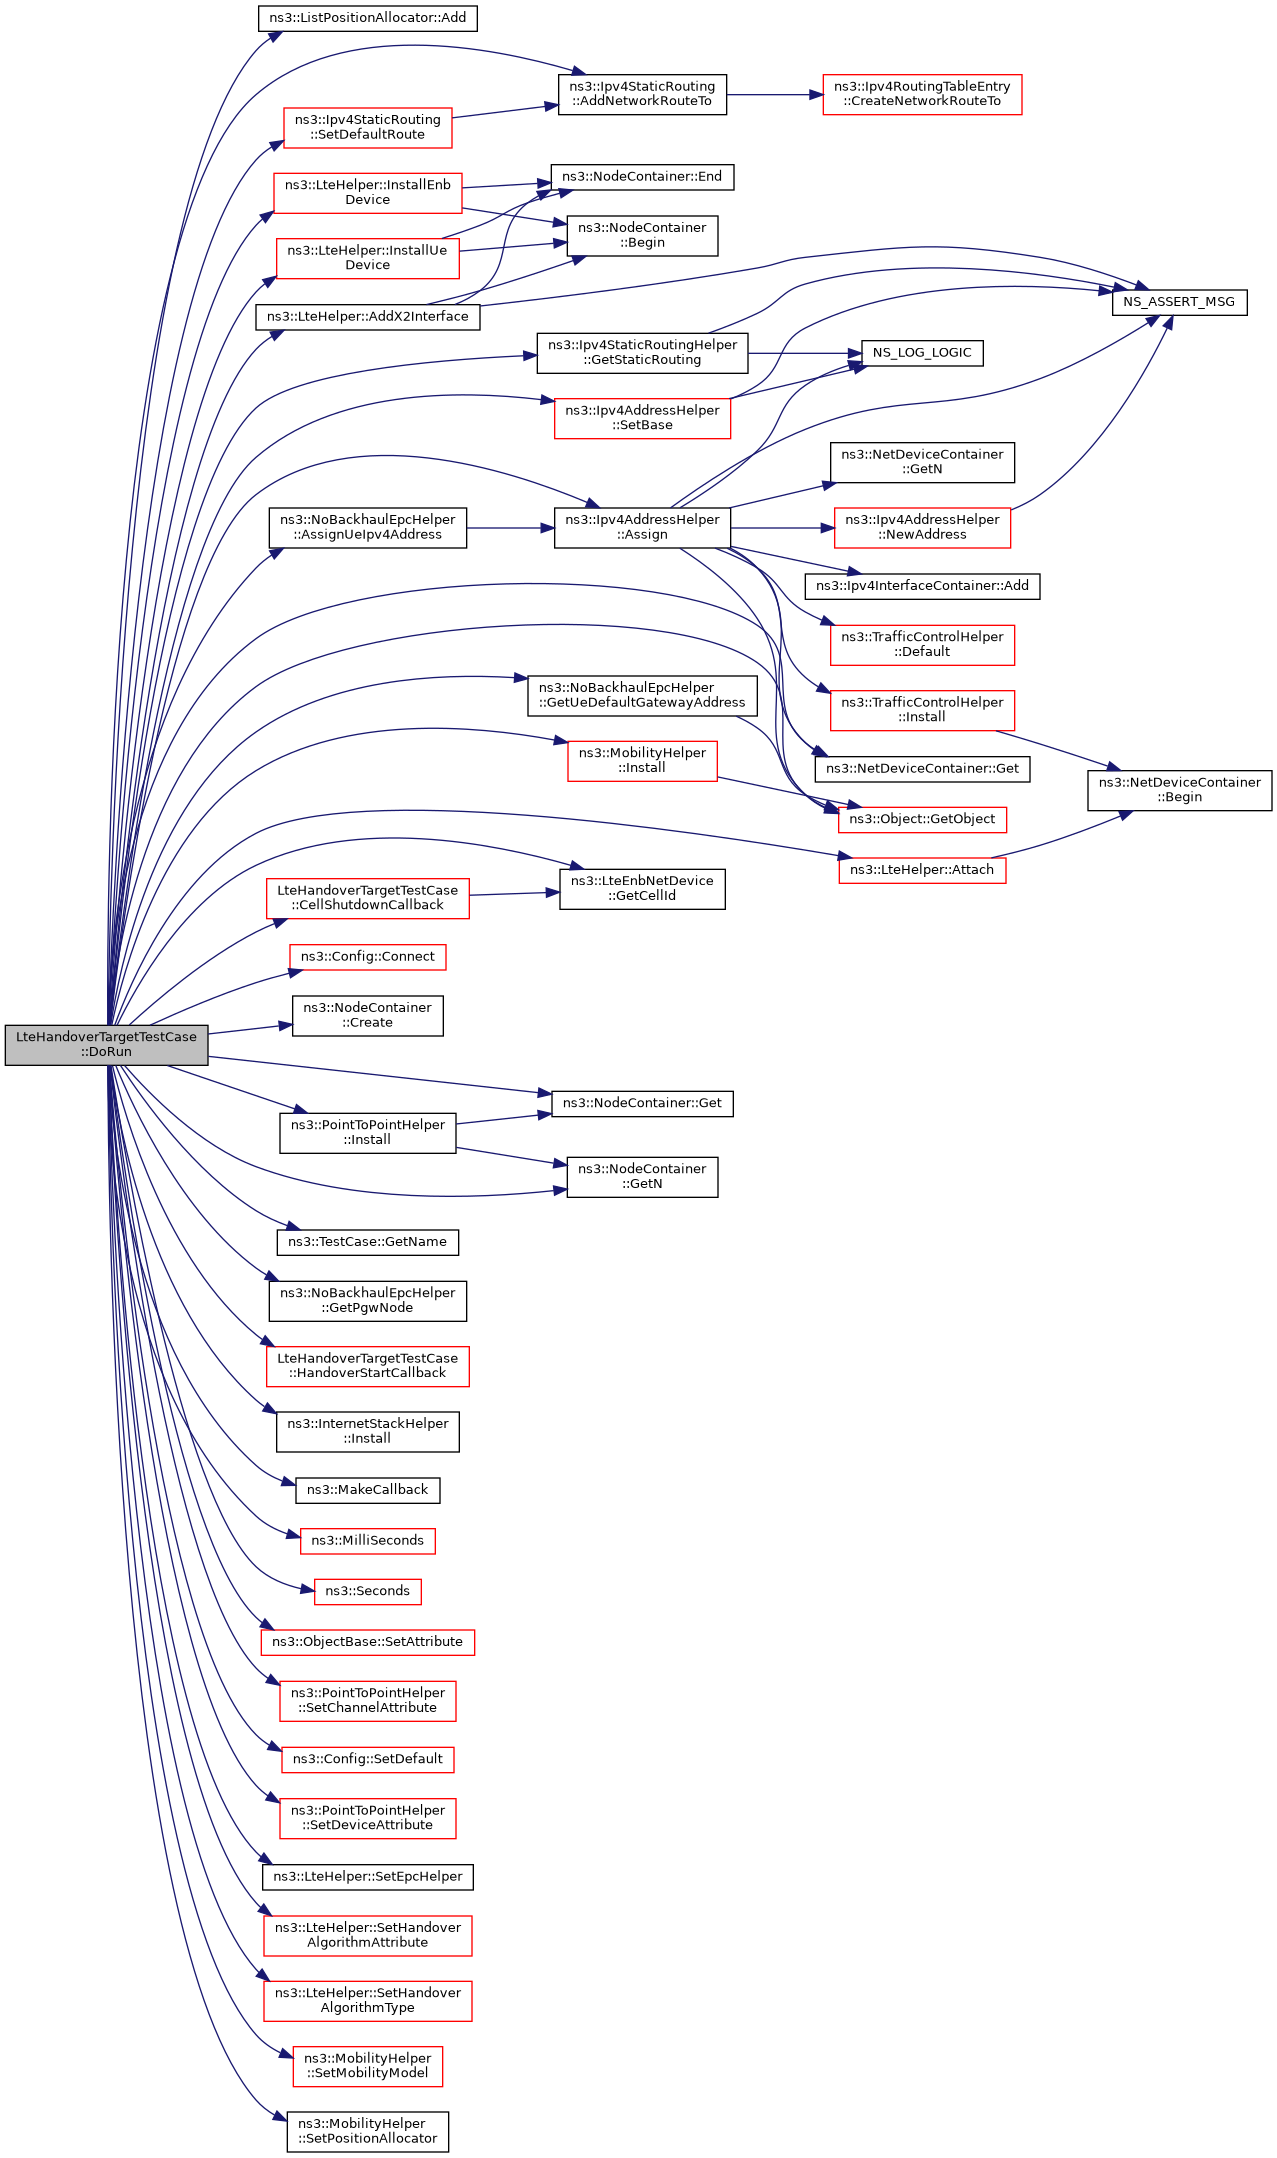 ns3::ListPositionAllocator::Add
ns3::Ipv4StaticRouting
::AddNetworkRouteTo
ns3::Ipv4RoutingTableEntry
::CreateNetworkRouteTo
ns3::Ipv4StaticRouting
::SetDefaultRoute
ns3::LteHelper::InstallEnb
Device
ns3::NodeContainer::End
ns3::NodeContainer
::Begin
ns3::LteHelper::InstallUe
Device
ns3::LteHelper::AddX2Interface
NS_ASSERT_MSG
ns3::Ipv4StaticRoutingHelper
::GetStaticRouting
NS_LOG_LOGIC
ns3::Ipv4AddressHelper
::SetBase
ns3::NetDeviceContainer
::GetN
ns3::NoBackhaulEpcHelper
::AssignUeIpv4Address
ns3::Ipv4AddressHelper
::Assign
ns3::Ipv4AddressHelper
::NewAddress
ns3::Ipv4InterfaceContainer::Add
ns3::TrafficControlHelper
::Default
ns3::NoBackhaulEpcHelper
::GetUeDefaultGatewayAddress
ns3::TrafficControlHelper
::Install
ns3::MobilityHelper
::Install
ns3::NetDeviceContainer::Get
ns3::NetDeviceContainer
::Begin
ns3::Object::GetObject
ns3::LteHelper::Attach
LteHandoverTargetTestCase
::CellShutdownCallback
ns3::LteEnbNetDevice
::GetCellId
ns3::Config::Connect
ns3::NodeContainer
::Create
LteHandoverTargetTestCase
::DoRun
ns3::NodeContainer::Get
ns3::PointToPointHelper
::Install
ns3::NodeContainer
::GetN
ns3::TestCase::GetName
ns3::NoBackhaulEpcHelper
::GetPgwNode
LteHandoverTargetTestCase
::HandoverStartCallback
ns3::InternetStackHelper
::Install
ns3::MakeCallback
ns3::MilliSeconds
ns3::Seconds
ns3::ObjectBase::SetAttribute
ns3::PointToPointHelper
::SetChannelAttribute
ns3::Config::SetDefault
ns3::PointToPointHelper
::SetDeviceAttribute
ns3::LteHelper::SetEpcHelper
ns3::LteHelper::SetHandover
AlgorithmAttribute
ns3::LteHelper::SetHandover
AlgorithmType
ns3::MobilityHelper
::SetMobilityModel
ns3::MobilityHelper
::SetPositionAllocator